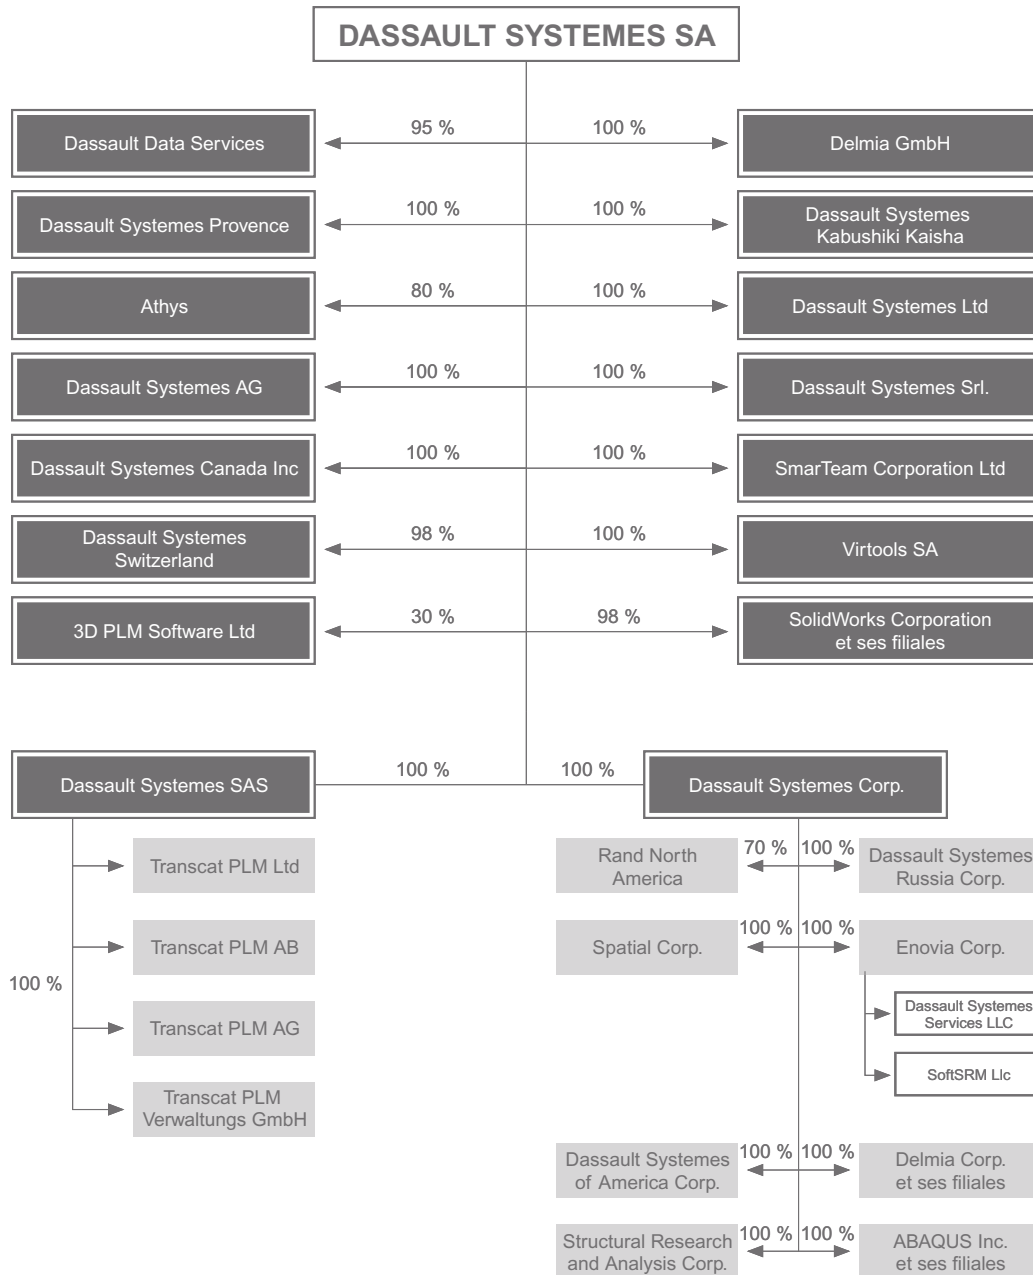 DASSAULT SYSTEMES SA
Dassault Data Services
95 %
100 %
Delmia GmbH
Dassault Systemes Provence
100 %
100 %
Dassault Systemes
Kabushiki Kaisha
Athys
80 %
100 %
Dassault Systemes Ltd
Dassault Systemes AG
100 %
100 %
Dassault Systemes Srl.
Dassault Systemes Canada Inc
100 %
100 %
SmarTeam Corporation Ltd
Dassault Systemes
Switzerland
98 %
100 %
Virtools SA
3D PLM Software Ltd
30 %
98 %
SolidWorks Corporation
et ses filiales
Dassault Systemes SAS
100 %
100 %
Dassault Systemes Corp.
Transcat PLM Ltd
Transcat PLM AB
100 %
Transcat PLM AG
Transcat PLM
Verwaltungs GmbH
Rand North
America
70 %
100 %
Dassault Systemes
Russia Corp.
Spatial Corp.
100 %
100 %
Enovia Corp.
Dassault Systemes
Services LLC
SoftSRM Llc
Dassault Systemes
of America Corp.
100 %
100 %
Delmia Corp.
et ses filiales
Structural Research
and Analysis Corp.
100 %
100 %
ABAQUS Inc.
et ses filiales